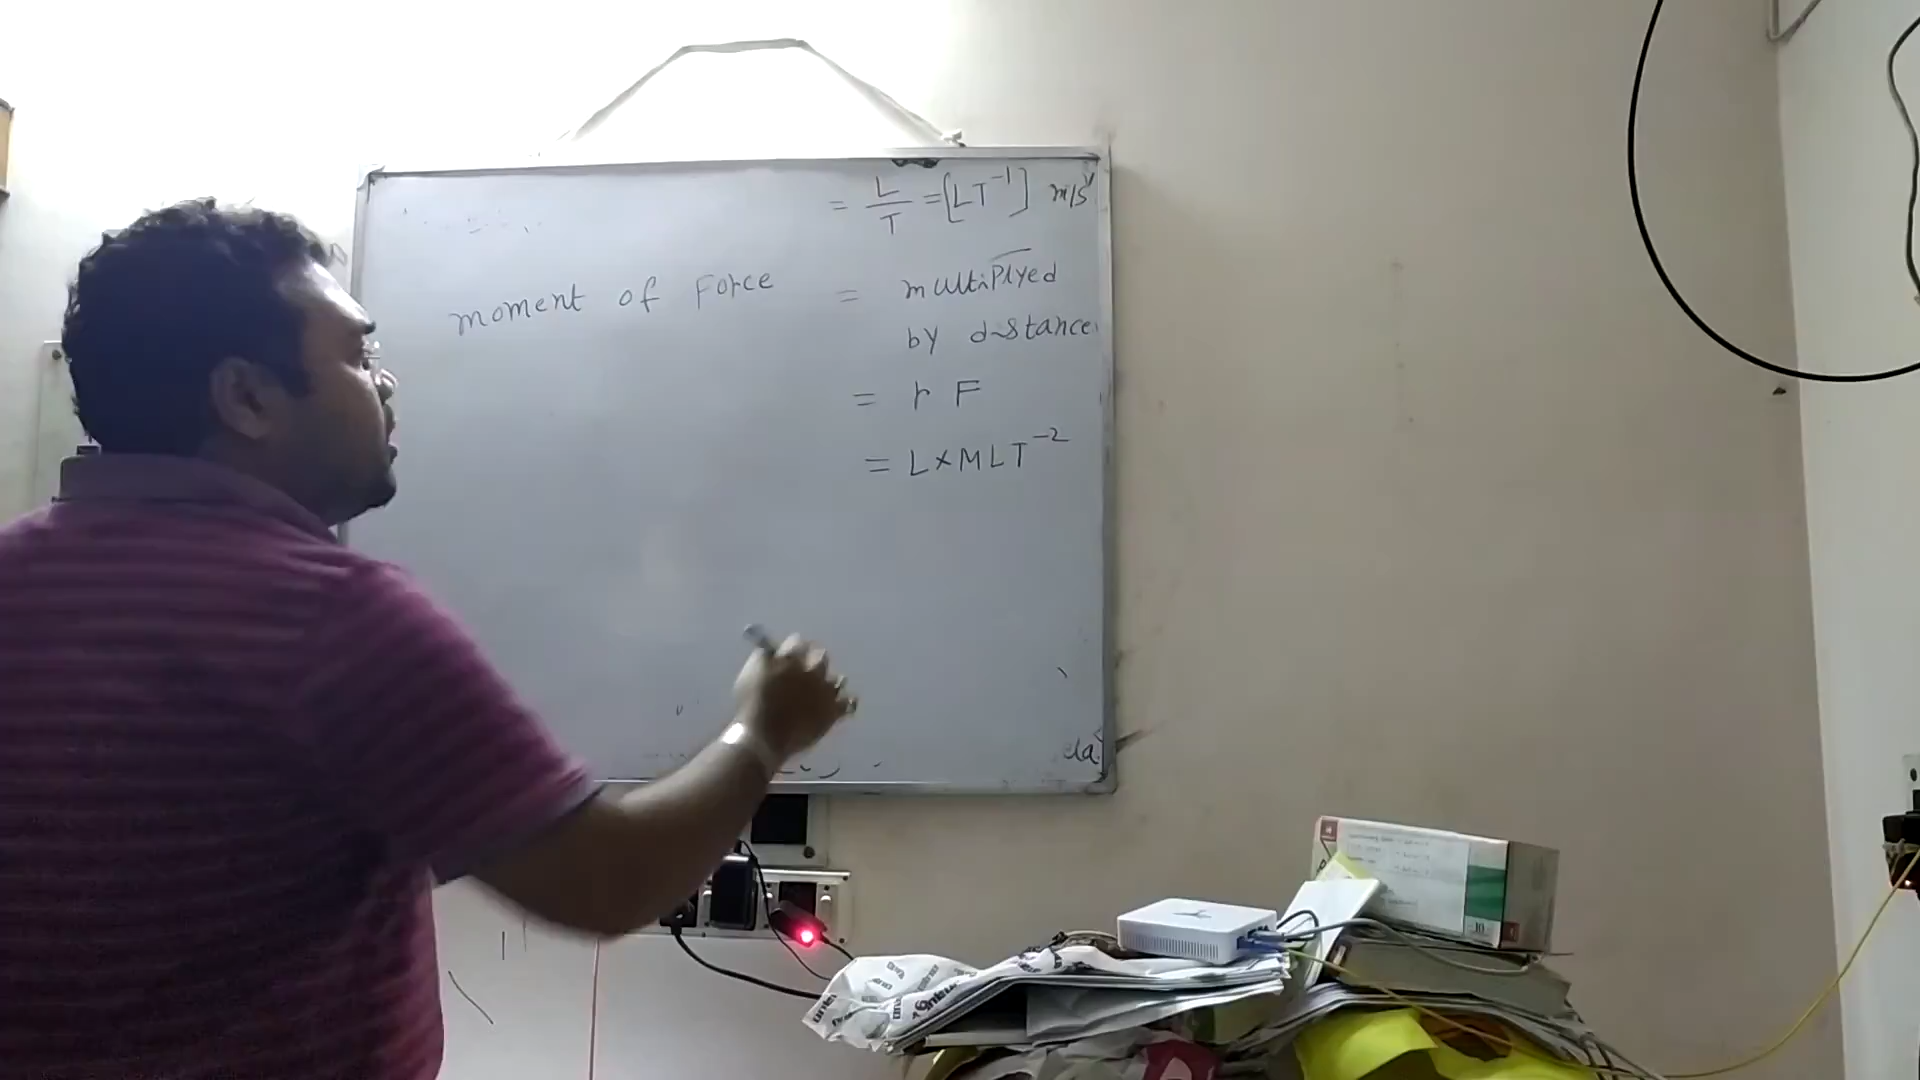 = L/T = [LT⁻¹] m/s
moment of Force = multiplyed
by distance
= r F
= L×MLT⁻²